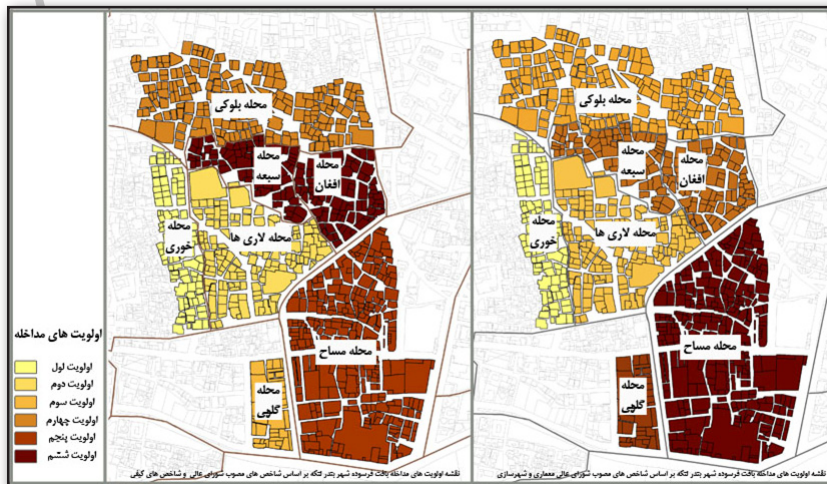 محله بلوکی
محله
سبعه
محله
افغان
محله لاری ها
محله
خوری
محله مساح
محله
گلهی
محله بلوکی
محله
سبعه
محله
افغان
محله لاری ها
محله
خوری
محله مساح
محله
گلهی
اولویت های مداخله
اولویت لول
اولویت دوم
اولویت سوم
اولویت چهارم
اولویت پنجم
اولویت ششم
نقشه اولویت های مداخله بافت فرسوده شهر بندر لنگه بر اساس شاخص های مصوب شورای عالی معماری و شهرسازی
نقشه اولویت های مداخله بافت فرسوده شهر بندر لنگه بر اساس شاخص های مصوب شورای عالی و شاخص های کیفی